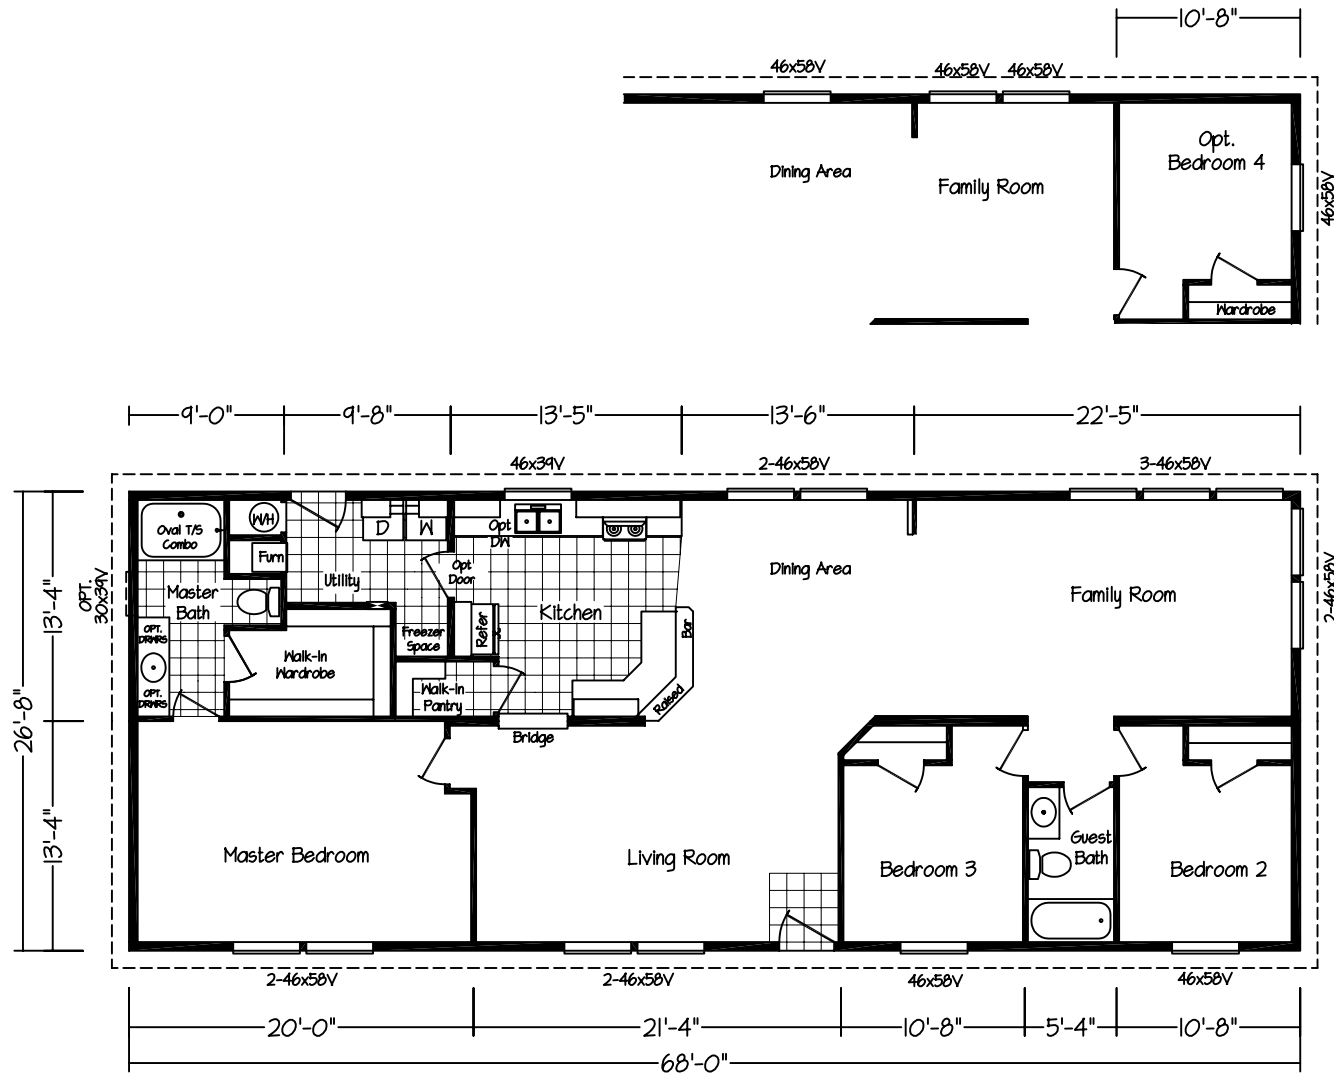 10'-8"
46x58V
46x58V
46x58V
Opt.
Bedroom 4
Dining Area
Family Room
46x58V
Wardrobe
9'-0"
9'-8"
13'-5"
13'-6"
22'-5"
46x39V
2-46x58V
3-46x58V
Oval T/S
Combo
W/H
D
W
Opt
DW
Furn
Utility
Opt
Door
Dining Area
OPT.
30x39V
Master
Bath
Kitchen
Family Room
2-46x58V
13'-4"
OPT.
DRWRS
Refer
Freezer
Space
Bar
Walk-In
Wardrobe
OPT.
DRWRS
Walk-In
Pantry
Raised
26'-8"
Bridge
13'-4"
Master Bedroom
Living Room
Bedroom 3
Guest
Bath
Bedroom 2
2-46x58V
2-46x58V
46x58V
46x58V
20'-0"
21'-4"
10'-8"
5'-4"
10'-8"
68'-0"